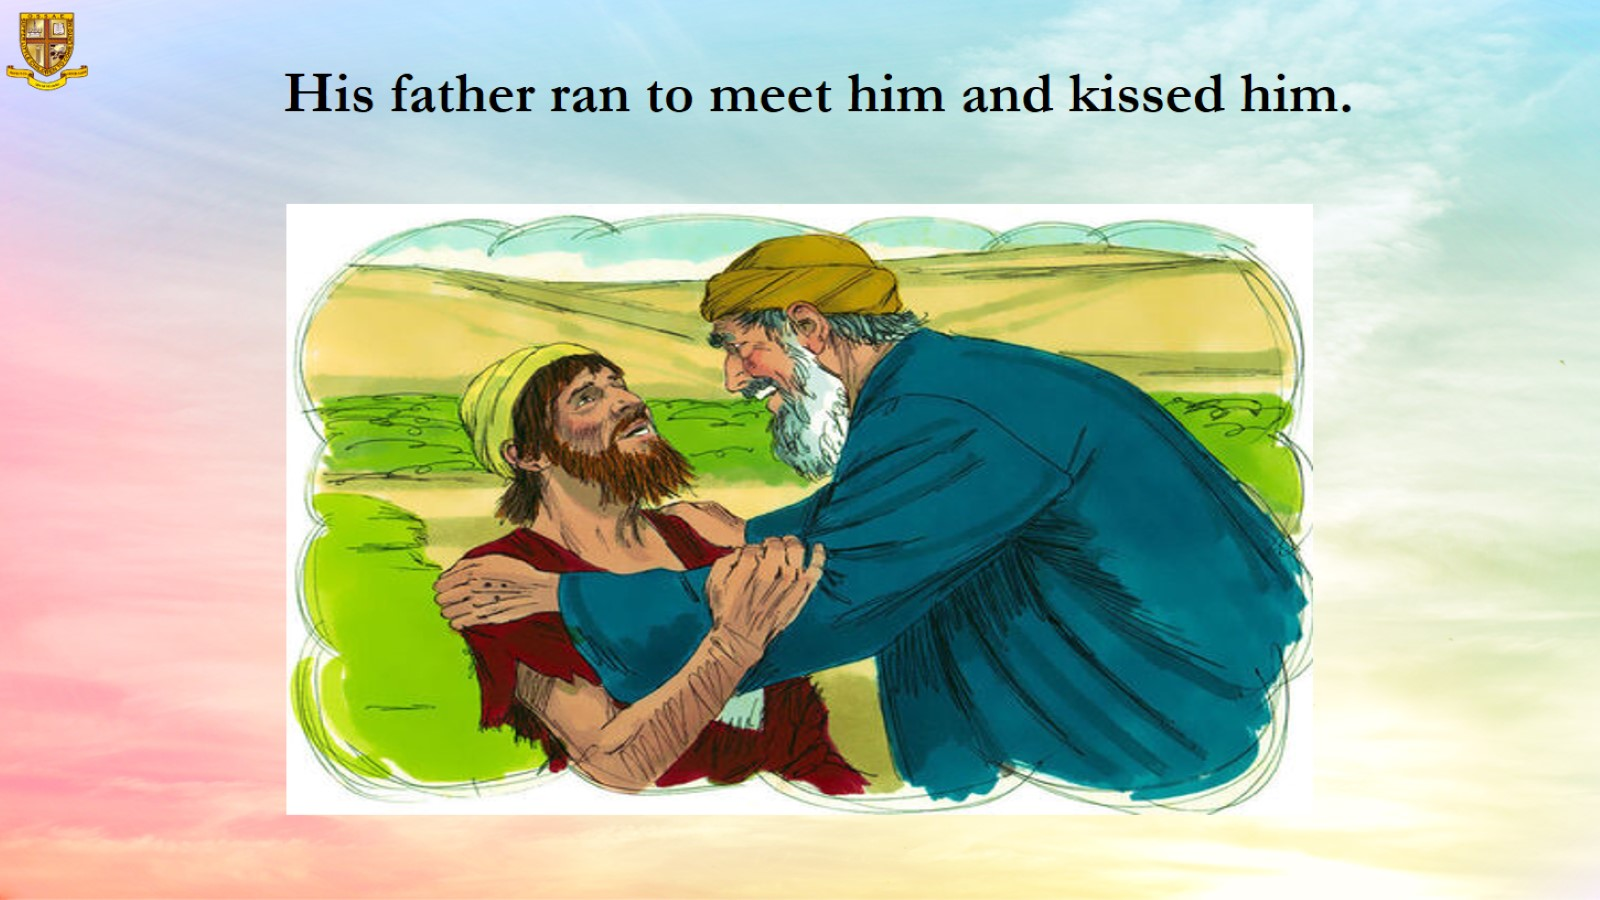 His father ran to meet him and kissed him.